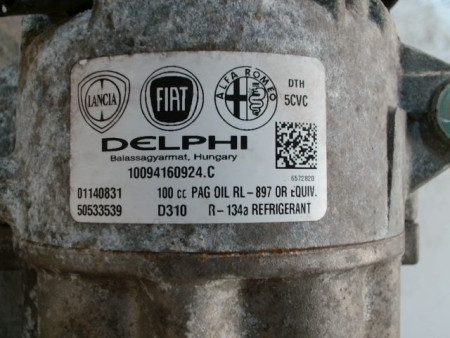 LANCIA
FIAT
ALFA ROMEO
DTH
5CVC
DELPHI
Balassagyarmat, Hungary
10094160924.C
01140831 100 cc PAG OIL RL-897 OR EQUIV.
50533539 D310 R-134a REFRIGERANT